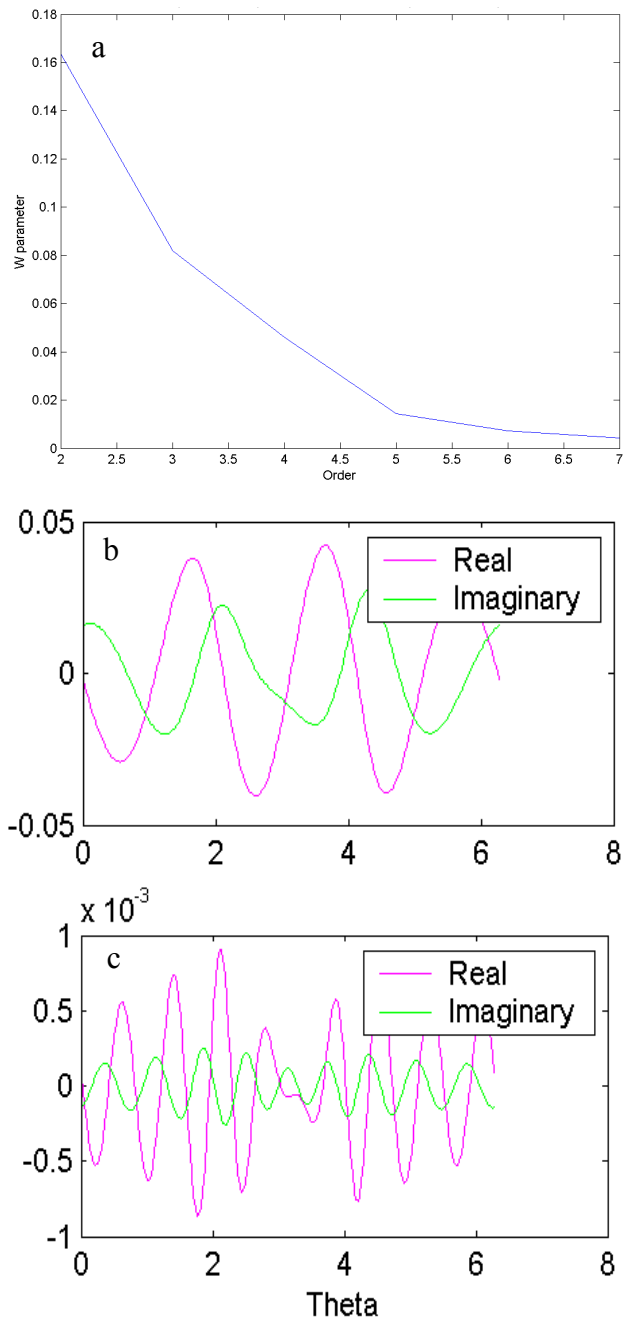 0.18
a
0.16
0.14
0.12
0.1
0.08
0.06
0.04
0.02
0
W parameter
2 2.5 3 3.5 4 4.5 5 5.5 6 6.5 7
Order
0.05
b
Real
Imaginary
0
-0.05
0 2 4 6 8
x 10-3
1
c
Real
Imaginary
0.5
0
-0.5
-1
0 2 4 6 8
Theta